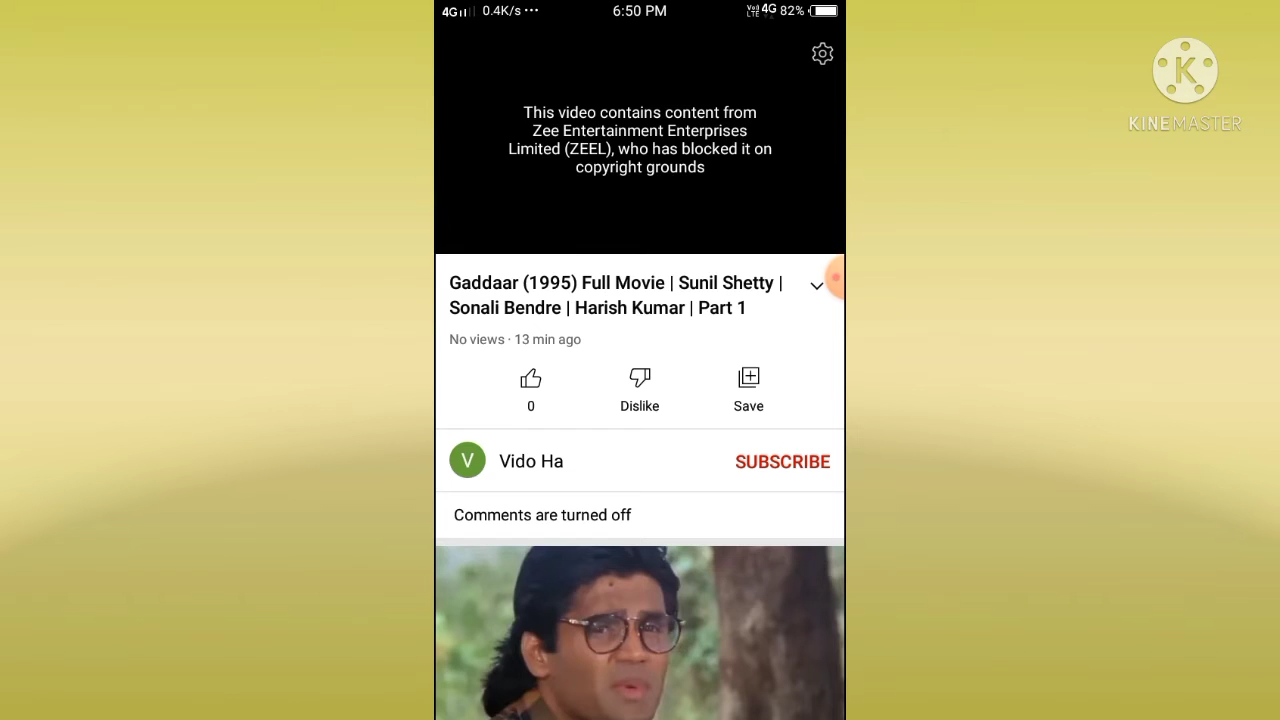 4G 0.4K/s ··· 6:50 PM Vo) LTE 4G 82%
K
KINEMASTER
This video contains content from
Zee Entertainment Enterprises
Limited (ZEEL), who has blocked it on
copyright grounds
Gaddaar (1995) Full Movie | Sunil Shetty |
Sonali Bendre | Harish Kumar | Part 1
No views · 13 min ago
0 Dislike Save
V Vido Ha SUBSCRIBE
Comments are turned off